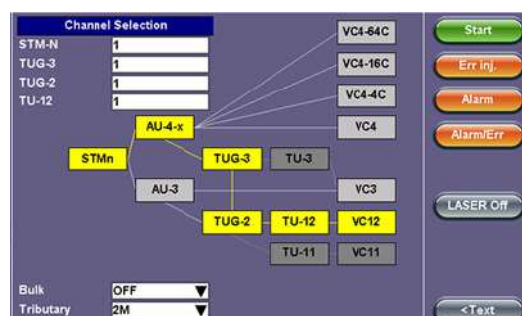 Channel Selection
STM-N 1
TUG-3 1
TUG-2 1
TU-12 1
VC4-64C
VC4-16C
VC4-4C
AU-4-x VC4
STMn TUG-3 TU-3
AU-3 VC3
TUG-2 TU-12 VC12
TU-11 VC11
Bulk OFF
Tributary 2M
Start
Err inj.
Alarm
Alarm/Err
LASER Off
<Text